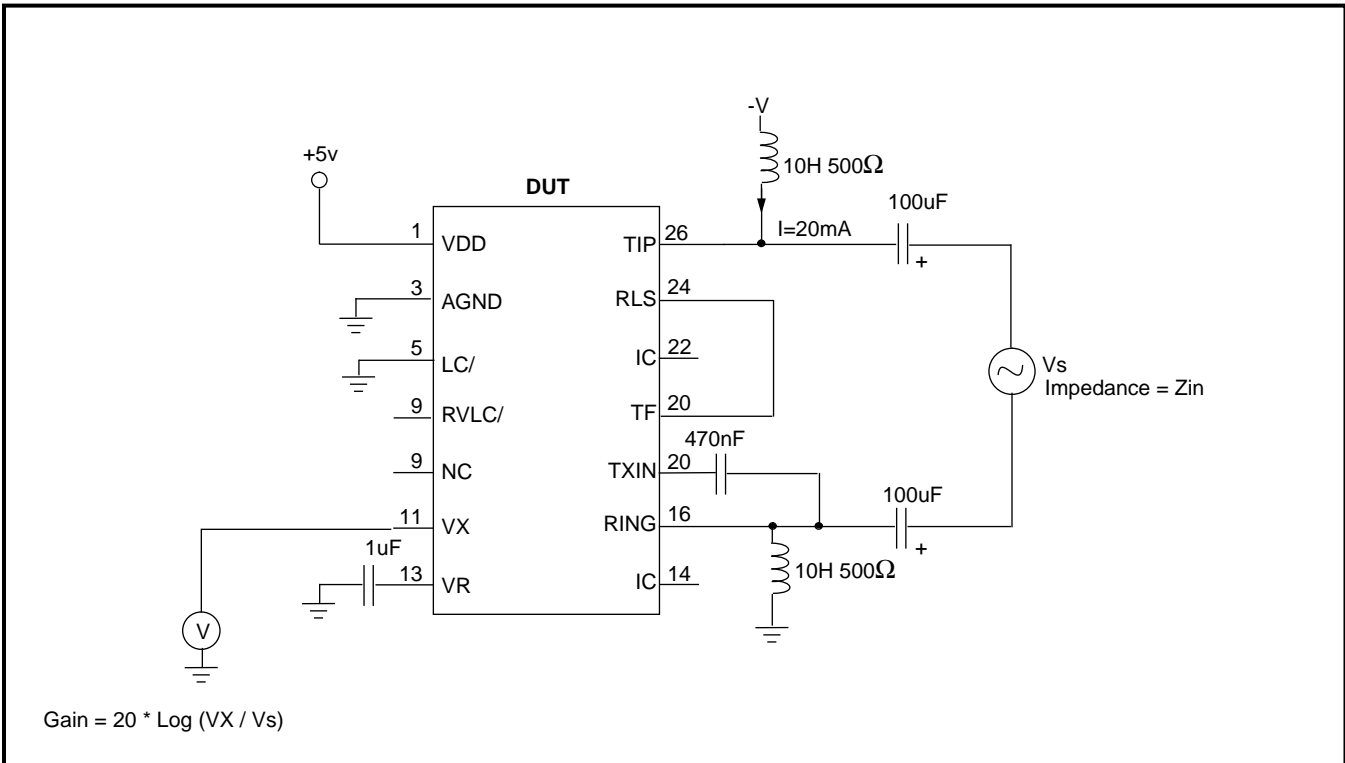 -V
+5v
10H 500Ω
DUT
100uF
1 VDD
TIP 26
I=20mA
+
3 AGND
RLS 24
5 LC/
IC 22
Vs
Impedance = Zin
9 RVLC/
TF 20
470nF
9 NC
TXIN 20
100uF
11 VX
RING 16
+
1uF
10H 500Ω
13 VR
IC 14
V
Gain = 20 * Log (VX / Vs)